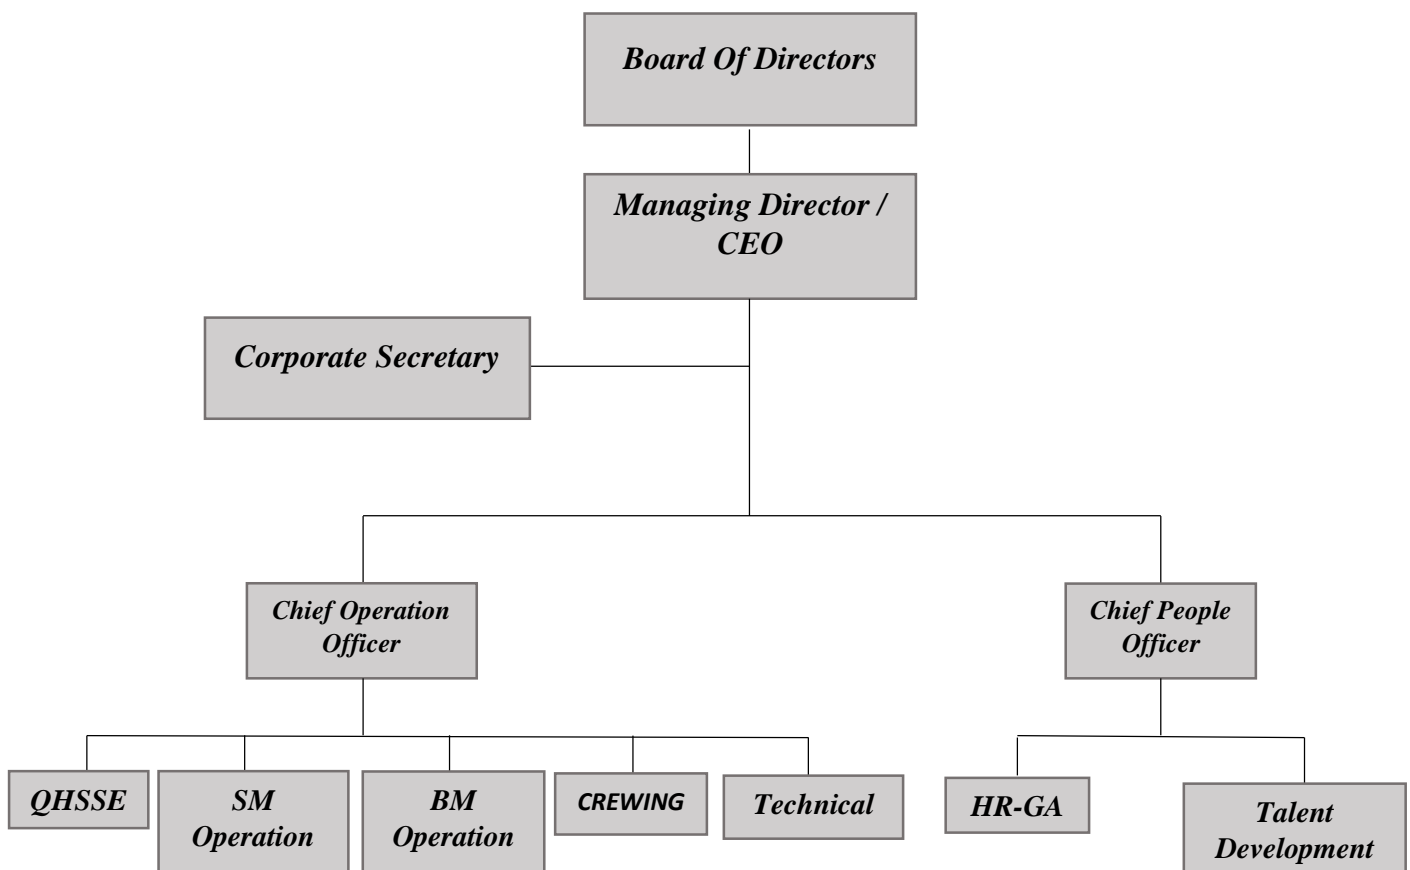 Board Of Directors
Managing Director /
CEO
Corporate Secretary
Chief Operation
Officer
Chief People
Officer
QHSSE
SM
Operation
BM
Operation
CREWING
Technical
HR-GA
Talent
Development